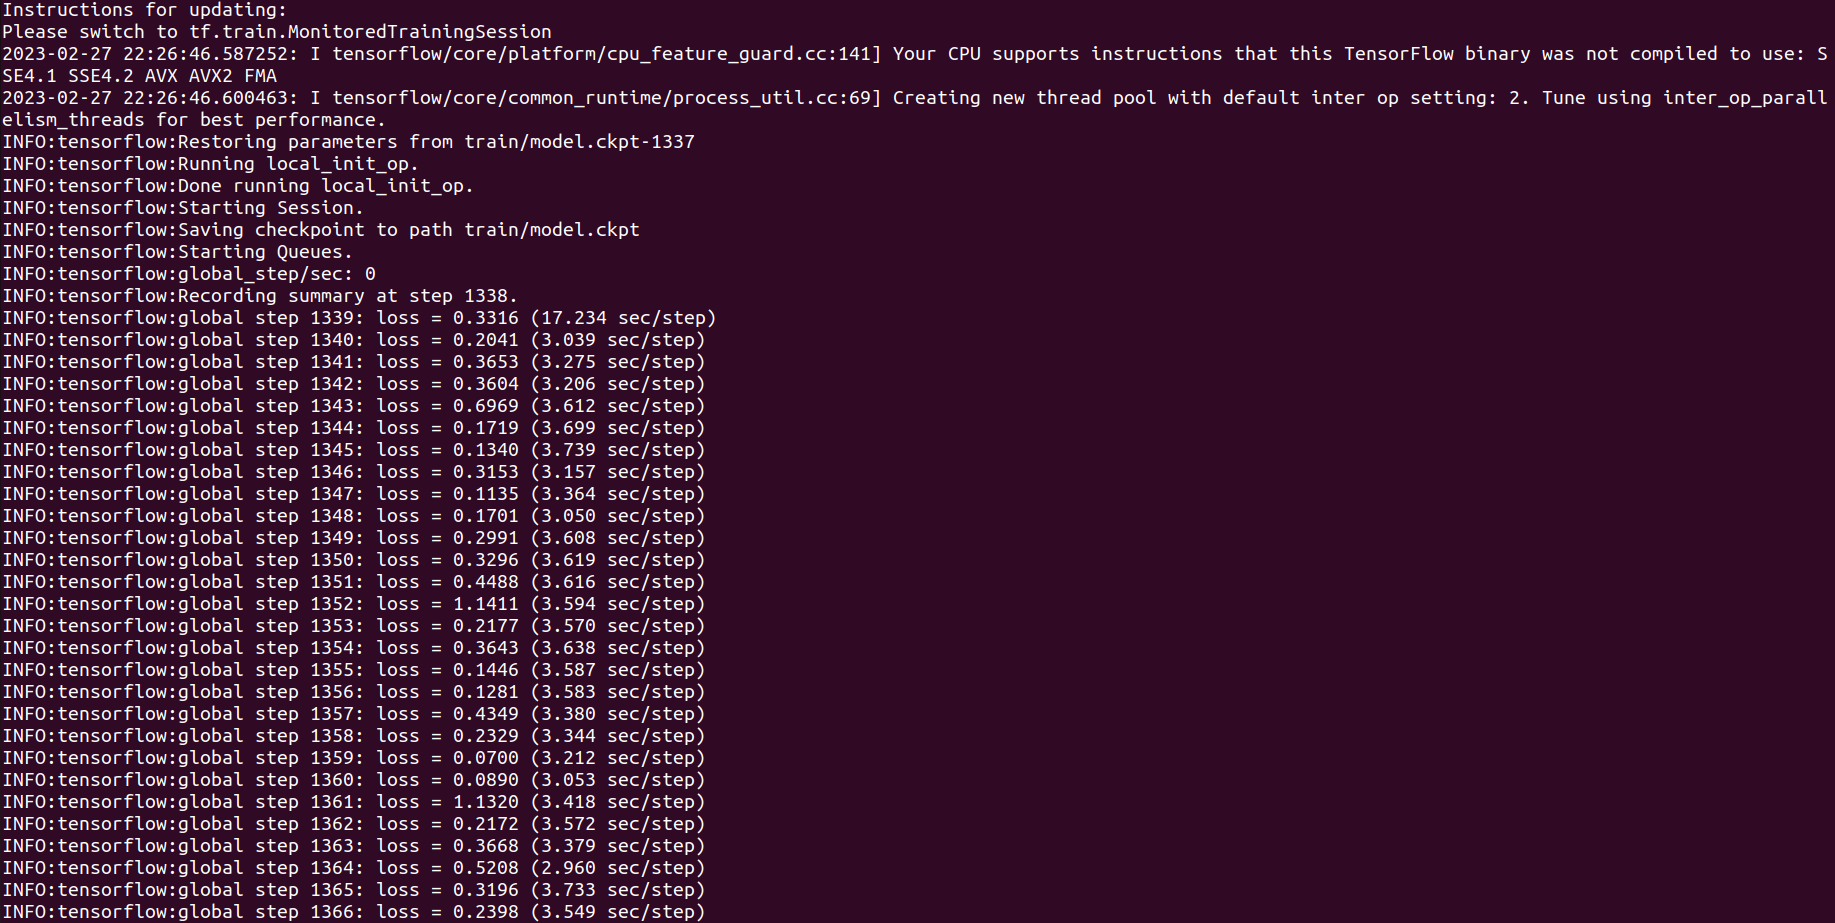 Instructions for updating:
Please switch to tf.train.MonitoredTrainingSession
2023-02-27 22:26:46.587252: I tensorflow/core/platform/cpu_feature_guard.cc:141] Your CPU supports instructions that this TensorFlow binary was not compiled to use: S
SE4.1 SSE4.2 AVX AVX2 FMA
2023-02-27 22:26:46.600463: I tensorflow/core/common_runtime/process_util.cc:69] Creating new thread pool with default inter op setting: 2. Tune using inter_op_parall
elism_threads for best performance.
INFO:tensorflow:Restoring parameters from train/model.ckpt-1337
INFO:tensorflow:Running local_init_op.
INFO:tensorflow:Done running local_init_op.
INFO:tensorflow:Starting Session.
INFO:tensorflow:Saving checkpoint to path train/model.ckpt
INFO:tensorflow:Starting Queues.
INFO:tensorflow:global_step/sec: 0
INFO:tensorflow:Recording summary at step 1338.
INFO:tensorflow:global step 1339: loss = 0.3316 (17.234 sec/step)
INFO:tensorflow:global step 1340: loss = 0.2041 (3.039 sec/step)
INFO:tensorflow:global step 1341: loss = 0.3653 (3.275 sec/step)
INFO:tensorflow:global step 1342: loss = 0.3604 (3.206 sec/step)
INFO:tensorflow:global step 1343: loss = 0.6969 (3.612 sec/step)
INFO:tensorflow:global step 1344: loss = 0.1719 (3.699 sec/step)
INFO:tensorflow:global step 1345: loss = 0.1340 (3.739 sec/step)
INFO:tensorflow:global step 1346: loss = 0.3153 (3.157 sec/step)
INFO:tensorflow:global step 1347: loss = 0.1135 (3.364 sec/step)
INFO:tensorflow:global step 1348: loss = 0.1701 (3.050 sec/step)
INFO:tensorflow:global step 1349: loss = 0.2991 (3.608 sec/step)
INFO:tensorflow:global step 1350: loss = 0.3296 (3.619 sec/step)
INFO:tensorflow:global step 1351: loss = 0.4488 (3.616 sec/step)
INFO:tensorflow:global step 1352: loss = 1.1411 (3.594 sec/step)
INFO:tensorflow:global step 1353: loss = 0.2177 (3.570 sec/step)
INFO:tensorflow:global step 1354: loss = 0.3643 (3.638 sec/step)
INFO:tensorflow:global step 1355: loss = 0.1446 (3.587 sec/step)
INFO:tensorflow:global step 1356: loss = 0.1281 (3.583 sec/step)
INFO:tensorflow:global step 1357: loss = 0.4349 (3.380 sec/step)
INFO:tensorflow:global step 1358: loss = 0.2329 (3.344 sec/step)
INFO:tensorflow:global step 1359: loss = 0.0700 (3.212 sec/step)
INFO:tensorflow:global step 1360: loss = 0.0890 (3.053 sec/step)
INFO:tensorflow:global step 1361: loss = 1.1320 (3.418 sec/step)
INFO:tensorflow:global step 1362: loss = 0.2172 (3.572 sec/step)
INFO:tensorflow:global step 1363: loss = 0.3668 (3.379 sec/step)
INFO:tensorflow:global step 1364: loss = 0.5208 (2.960 sec/step)
INFO:tensorflow:global step 1365: loss = 0.3196 (3.733 sec/step)
INFO:tensorflow:global step 1366: loss = 0.2398 (3.549 sec/step)